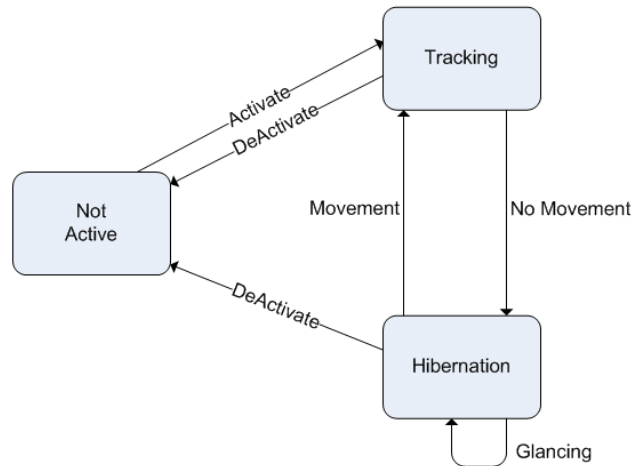 Tracking
Activate
DeActivate
Not
Active
Movement
No Movement
DeActivate
Hibernation
Glancing